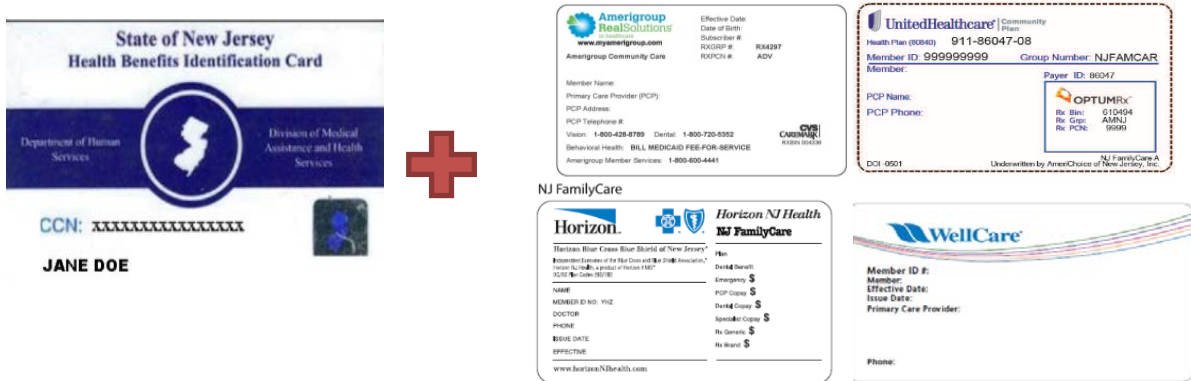 State of New Jersey
Health Benefits Identification Card
Department of Human
Services
Division of Medical
Assistance and Health
Services
CCN: XXXXXXXXXXXXXXXX
JANE DOE
Amerigroup
RealSolutions
in healthcare
www.myamerigroup.com
Amerigroup Community Care
Effective Date:
Date of Birth:
Subscriber #:
RXGRP #: RX4297
RXPCN #: ADV
Member Name:
Primary Care Provider (PCP):
PCP Address:
PCP Telephone #:
Vision: 1-800-428-8789 Dental: 1-800-720-5352
Behavioral Health: BILL MEDICAID FEE-FOR-SERVICE
Amerigroup Member Services: 1-800-600-4441
CVS
CAREMARK
RXBIN 004336
UnitedHealthcare Community
Plan
Health Plan (80840) 911-86047-08
Member ID: 999999999 Group Number: NJFAMCAR
Member:
Payer ID: 86047
PCP Name:
PCP Phone:
OPTUMRx
Rx Bin: 610494
Rx Grp: AMNJ
Rx PCN: 9999
NJ FamilyCare A
DOI-0501 Underwritten by AmeriChoice of New Jersey, Inc.
NJ FamilyCare
Horizon
Horizon Blue Cross Blue Shield of New Jersey
Horizon NJ Health
NJ FamilyCare
NAME
MEMBER ID NO: YHZ
DOCTOR
PHONE
ISSUE DATE
EFFECTIVE
www.horizonNJhealth.com
Plan
Dental Benefit
Emergency $
PCP Copay $
Dental Copay $
Specialist Copay $
Rx Generic $
Rx Brand $
WellCare
Member ID #:
Member:
Effective Date:
Issue Date:
Primary Care Provider:
Phone: